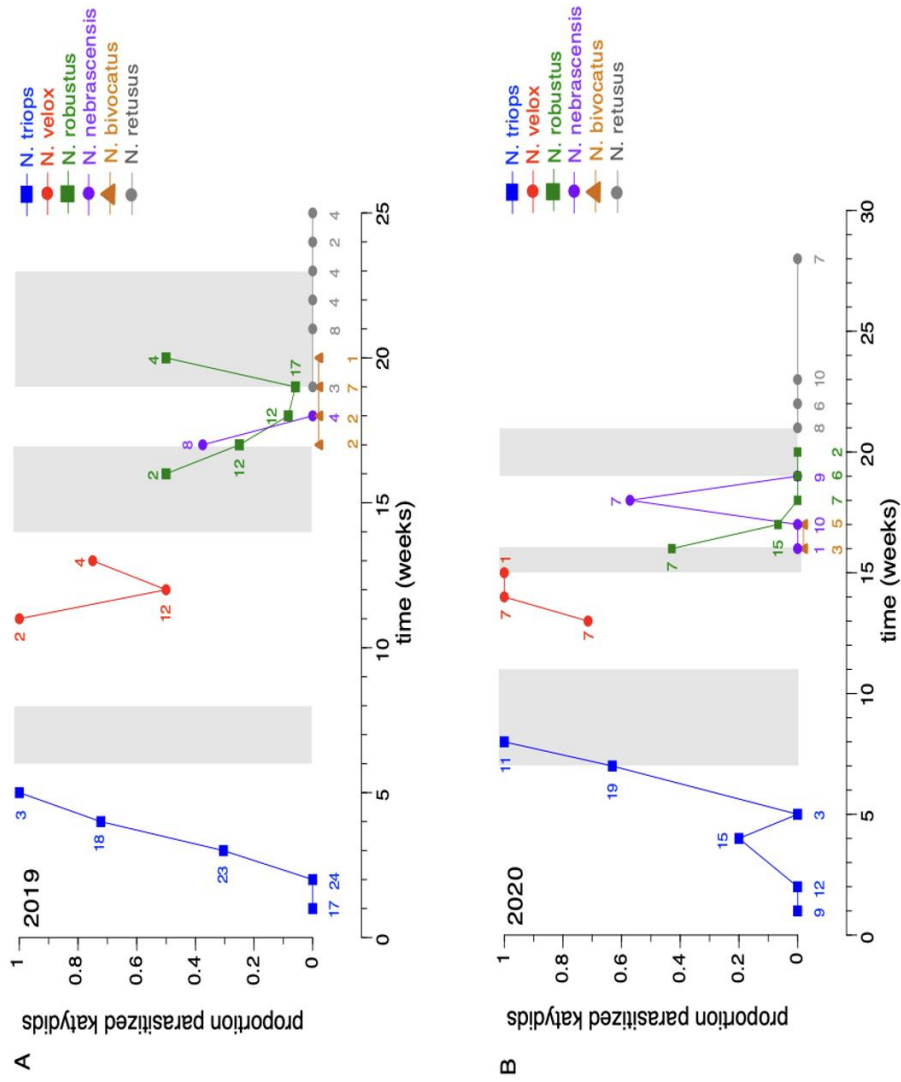 A
2019
proportion parasitized katydids
1
0.8
0.6
0.4
0.2
0
3
18
23
17 24
2
12
4
2
12
12
17
4
8
4
2 2 7 1
3 8 4 4 2 4
0 5 10 15 20 25
time (weeks)
N. triops
N. velox
N. robustus
N. nebrascensis
N. bivocatus
N. retusus
B
2020
proportion parasitized katydids
1
0.8
0.6
0.4
0.2
0
11
19
15
9 12 3
7
7
1
7
15
7 6 2
7
1 10 9
3 5
8 6 10 7
0 5 10 15 20 25 30
time (weeks)
N. triops
N. velox
N. robustus
N. nebrascensis
N. bivocatus
N. retusus